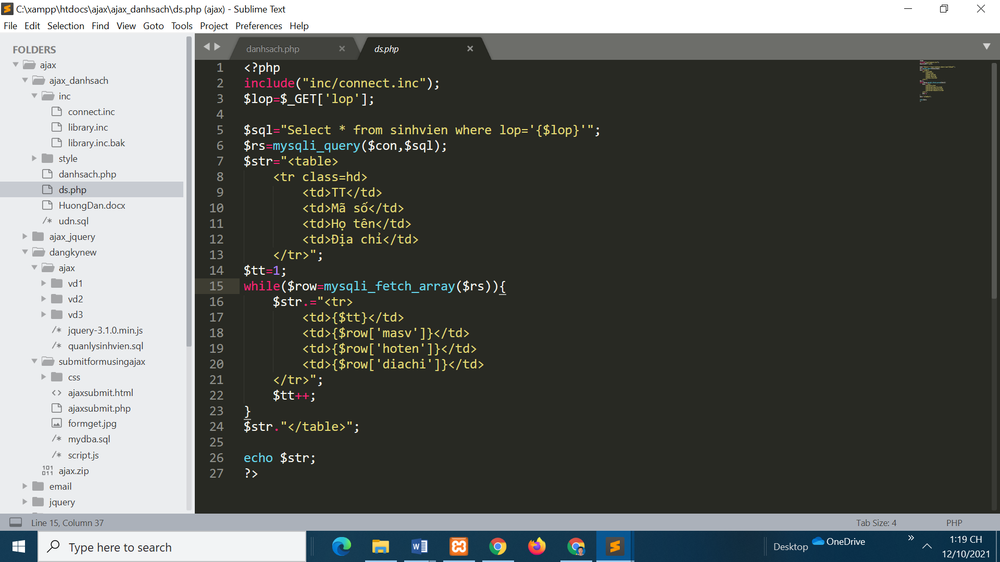 C:\xampp\htdocs\ajax\ajax_danhsach\ds.php (ajax) - Sublime Text
File Edit Selection Find View Goto Tools Project Preferences Help
FOLDERS
ajax
ajax_danhsach
inc
connect.inc
library.inc
library.inc.bak
style
danhsach.php
ds.php
HuongDan.docx
/* udn.sql
ajax_jquery
dangkynew
ajax
vd1
vd2
vd3
/* jquery-3.1.0.min.js
/* quanlysinhvien.sql
submitformusingajax
css
<> ajaxsubmit.html
ajaxsubmit.php
formget.jpg
/* mydba.sql
/* script.js
ajax.zip
email
jquery
danhsach.php
ds.php
1 <?php
2 include("inc/connect.inc");
3 $lop=$_GET['lop'];
4
5 $sql="Select * from sinhvien where lop='{$lop}'";
6 $rs=mysqli_query($con,$sql);
7 $str="<table>
8 <tr class=hd>
9 <td>TT</td>
10 <td>Mã số</td>
11 <td>Họ tên</td>
12 <td>Địa chỉ</td>
13 </tr>";
14 $tt=1;
15 while($row=mysqli_fetch_array($rs)){
16 $str.="<tr>
17 <td>{$tt}</td>
18 <td>{$row['masv']}</td>
19 <td>{$row['hoten']}</td>
20 <td>{$row['diachi']}</td>
21 </tr>";
22 $tt++;
23 }
24 $str."</table>";
25
26 echo $str;
27 ?>
Line 15, Column 37
Tab Size: 4
PHP
Type here to search
Desktop
OneDrive
1:19 CH
12/10/2021